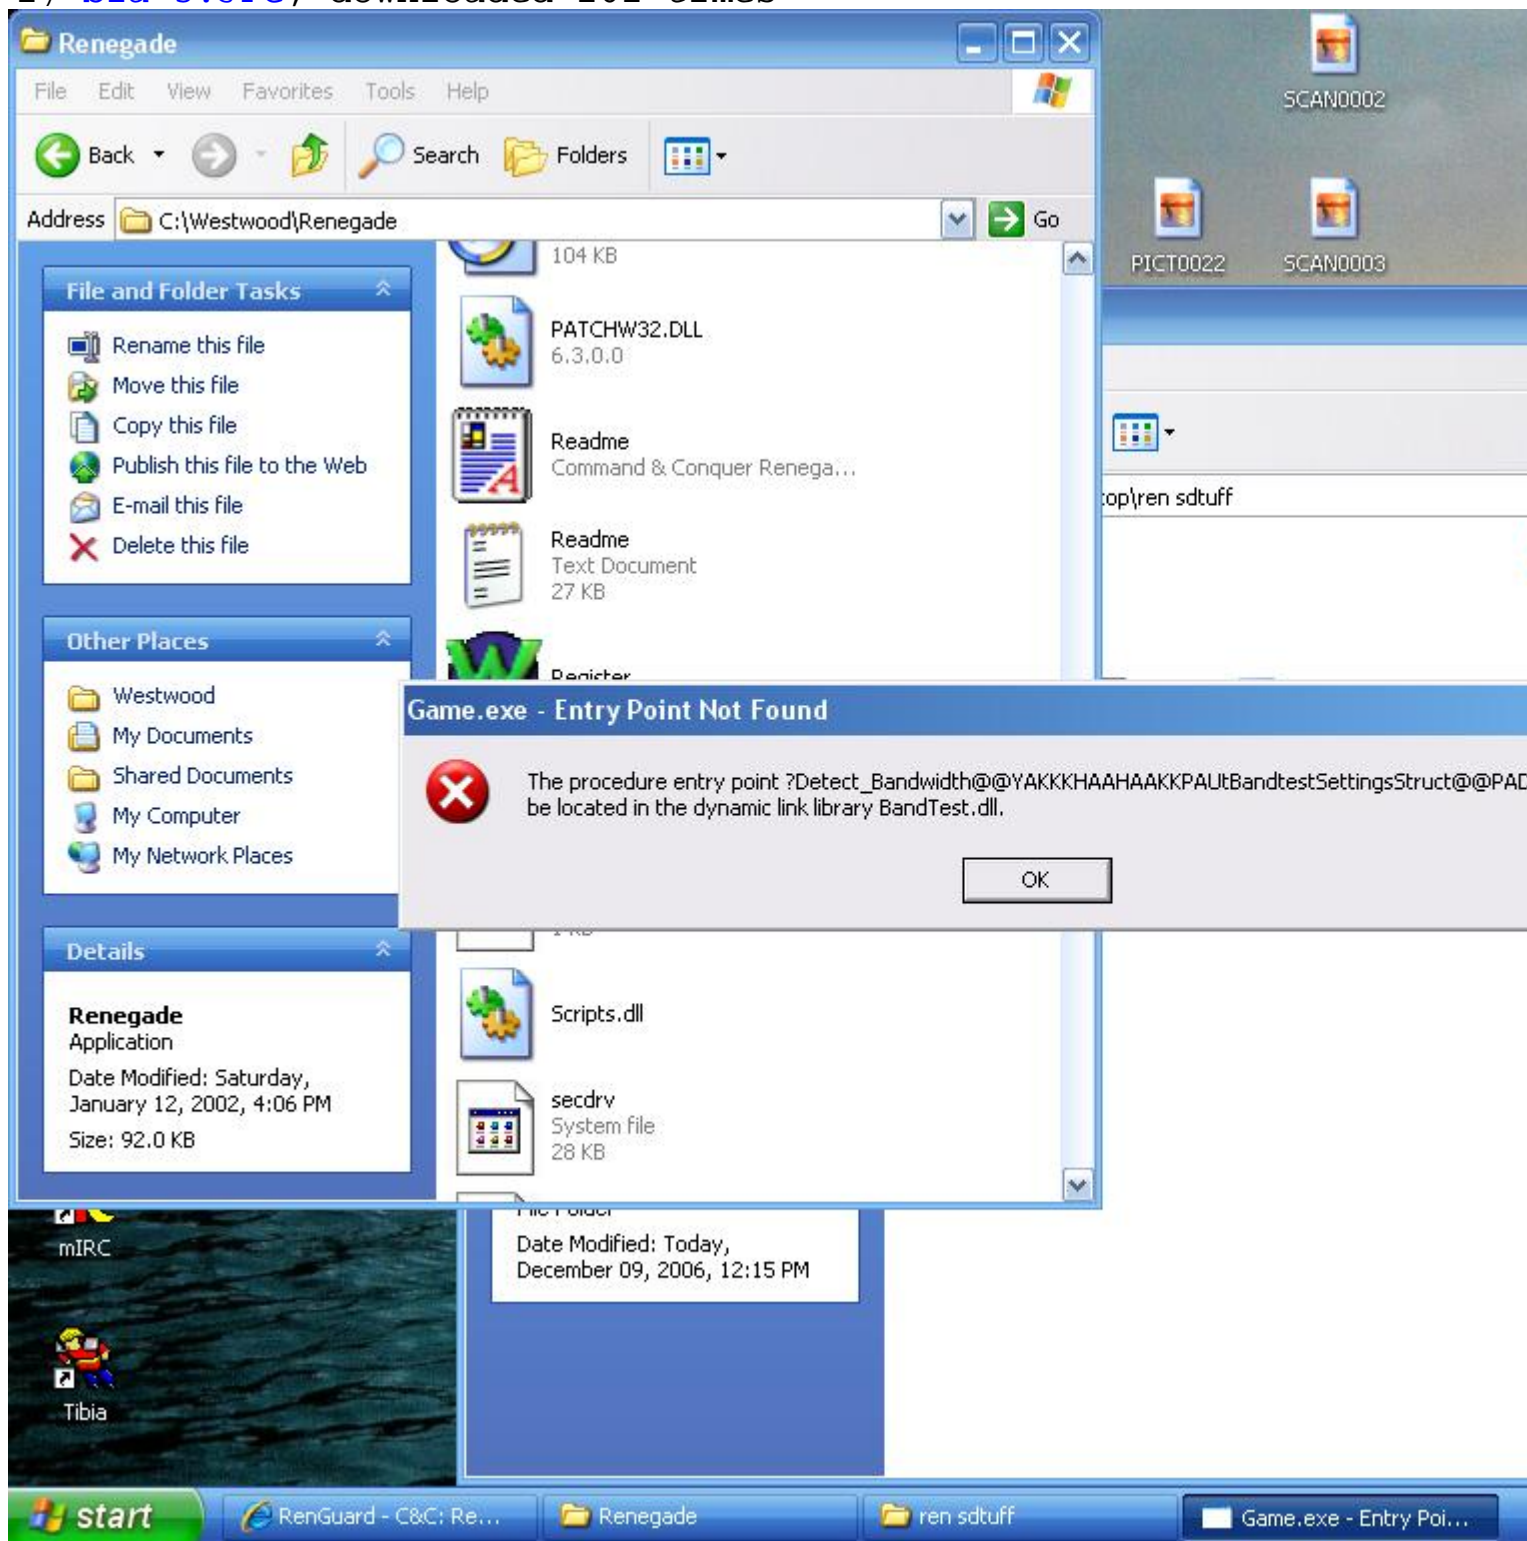 Renegade
File Edit View Favorites Tools Help
Back Search Folders
Address C:\Westwood\Renegade Go
File and Folder Tasks
Rename this file
Move this file
Copy this file
Publish this file to the Web
E-mail this file
Delete this file
Other Places
Westwood
My Documents
Shared Documents
My Computer
My Network Places
Details
Renegade
Application
Date Modified: Saturday,
January 12, 2002, 4:06 PM
Size: 92.0 KB
104 KB
PATCHW32.DLL
6.3.0.0
Readme
Command & Conquer Renega...
Readme
Text Document
27 KB
Register
Game.exe - Entry Point Not Found
The procedure entry point ?Detect_Bandwidth@@YAKKKHAAHAAKKPAUtBandtestSettingsStruct@@PAD
be located in the dynamic link library BandTest.dll.
OK
1 KB
Scripts.dll
secdrv
System file
28 KB
SCAN0002
PICT0022
SCAN0003
top\ren sdtuff
File Folder
Date Modified: Today,
December 09, 2006, 12:15 PM
mIRC
Tibia
start
RenGuard - C&C: Re...
Renegade
ren sdtuff
Game.exe - Entry Poi...